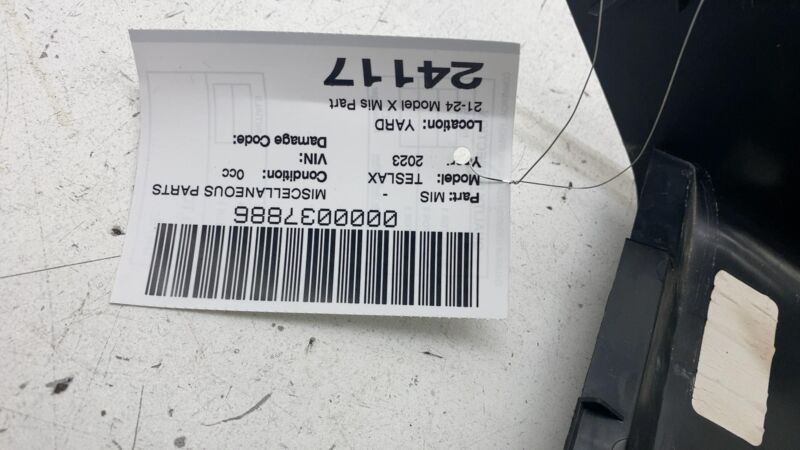 0000037886
Part: MIS - MISCELLANEOUS PARTS
Model: TESLAX Condition: 0cc
Year: 2023 VIN:
Location: YARD Damage Code:
21-24 Model X Mis Part
24117